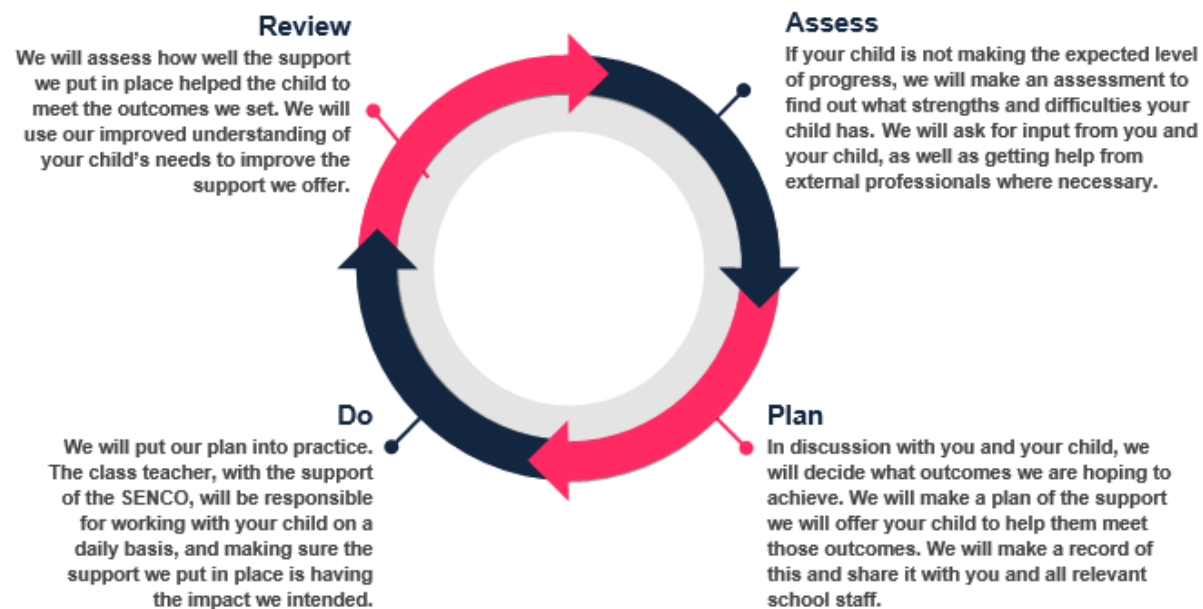 Review
We will assess how well the support
we put in place helped the child to
meet the outcomes we set. We will
use our improved understanding of
your child's needs to improve the
support we offer.
Assess
If your child is not making the expected level
of progress, we will make an assessment to
find out what strengths and difficulties your
child has. We will ask for input from you and
your child, as well as getting help from
external professionals where necessary.
Do
We will put our plan into practice.
The class teacher, with the support
of the SENCO, will be responsible
for working with your child on a
daily basis, and making sure the
support we put in place is having
the impact we intended.
Plan
In discussion with you and your child, we
will decide what outcomes we are hoping to
achieve. We will make a plan of the support
we will offer your child to help them meet
those outcomes. We will make a record of
this and share it with you and all relevant
school staff.